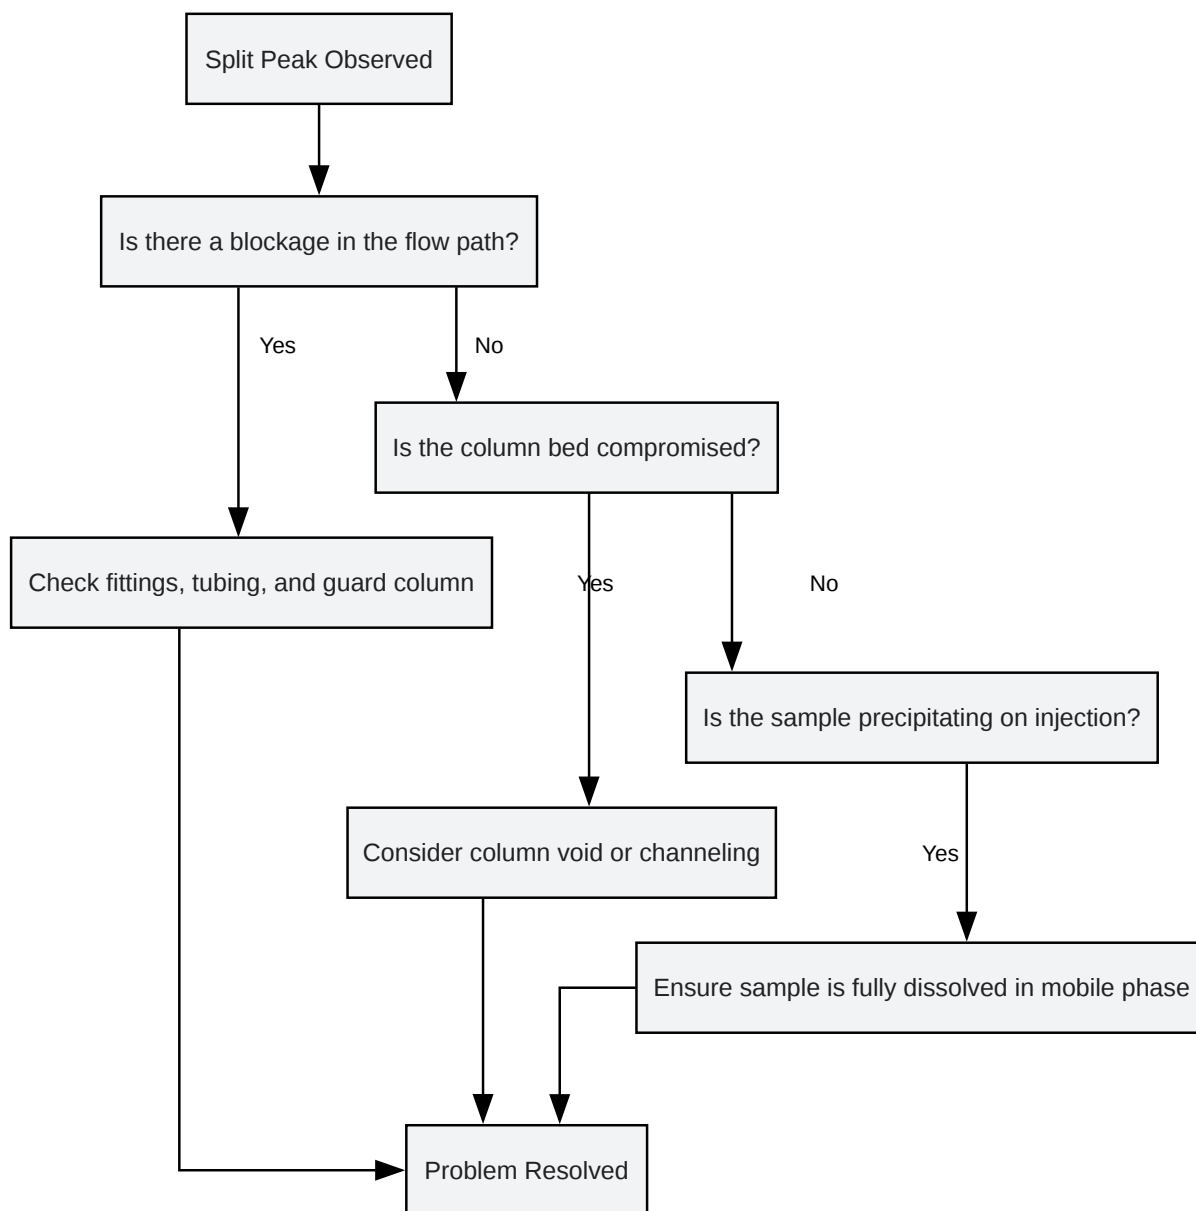 Split Peak Observed
Is there a blockage in the flow path?
Yes
No
Is the column bed compromised?
Check fittings, tubing, and guard column
Yes
No
Is the sample precipitating on injection?
Consider column void or channeling
Yes
Ensure sample is fully dissolved in mobile phase
Problem Resolved